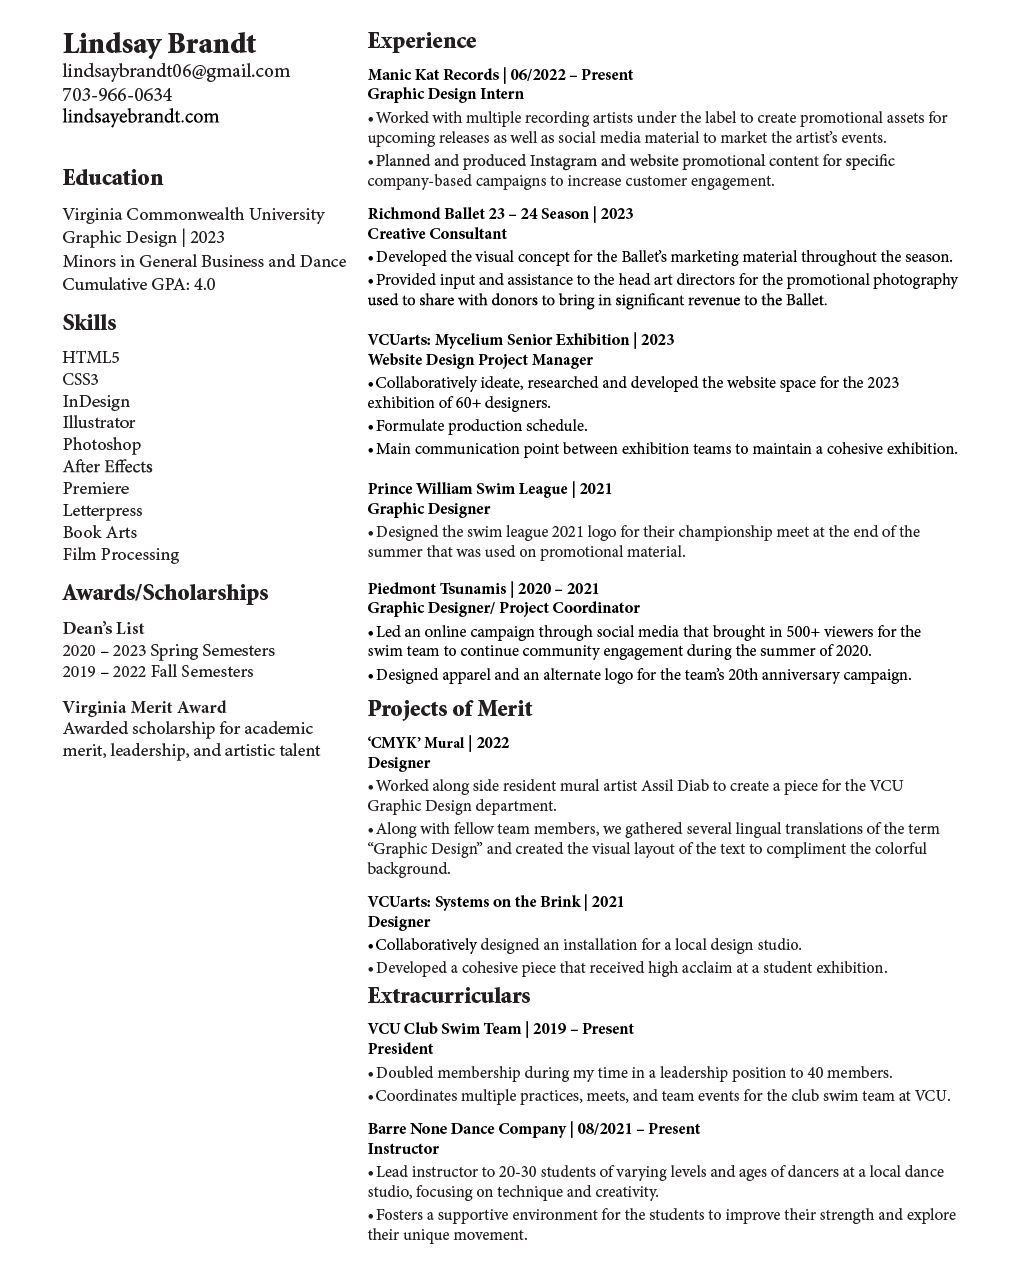 Lindsay Brandt
lindsaybrandt06@gmail.com
703-966-0634
lindsayebrandt.com
Education
Virginia Commonwealth University
Graphic Design | 2023
Minors in General Business and Dance
Cumulative GPA: 4.0
Skills
HTML5
CSS3
InDesign
Illustrator
Photoshop
After Effects
Premiere
Letterpress
Book Arts
Film Processing
Awards/Scholarships
Dean's List
2020 – 2023 Spring Semesters
2019 – 2022 Fall Semesters
Virginia Merit Award
Awarded scholarship for academic
merit, leadership, and artistic talent
Experience
Manic Kat Records | 06/2022 – Present
Graphic Design Intern
• Worked with multiple recording artists under the label to create promotional assets for
upcoming releases as well as social media material to market the artist's events.
• Planned and produced Instagram and website promotional content for specific
company-based campaigns to increase customer engagement.
Richmond Ballet 23 – 24 Season | 2023
Creative Consultant
• Developed the visual concept for the Ballet's marketing material throughout the season.
• Provided input and assistance to the head art directors for the promotional photography
used to share with donors to bring in significant revenue to the Ballet.
VCUarts: Mycelium Senior Exhibition | 2023
Website Design Project Manager
• Collaboratively ideate, researched and developed the website space for the 2023
exhibition of 60+ designers.
• Formulate production schedule.
• Main communication point between exhibition teams to maintain a cohesive exhibition.
Prince William Swim League | 2021
Graphic Designer
• Designed the swim league 2021 logo for their championship meet at the end of the
summer that was used on promotional material.
Piedmont Tsunamis | 2020 – 2021
Graphic Designer/ Project Coordinator
• Led an online campaign through social media that brought in 500+ viewers for the
swim team to continue community engagement during the summer of 2020.
• Designed apparel and an alternate logo for the team's 20th anniversary campaign.
Projects of Merit
‘CMYK’ Mural | 2022
Designer
• Worked along side resident mural artist Assil Diab to create a piece for the VCU
Graphic Design department.
• Along with fellow team members, we gathered several lingual translations of the term
“Graphic Design” and created the visual layout of the text to compliment the colorful
background.
VCUarts: Systems on the Brink | 2021
Designer
• Collaboratively designed an installation for a local design studio.
• Developed a cohesive piece that received high acclaim at a student exhibition.
Extracurriculars
VCU Club Swim Team | 2019 – Present
President
• Doubled membership during my time in a leadership position to 40 members.
• Coordinates multiple practices, meets, and team events for the club swim team at VCU.
Barre None Dance Company | 08/2021 – Present
Instructor
• Lead instructor to 20-30 students of varying levels and ages of dancers at a local dance
studio, focusing on technique and creativity.
• Fosters a supportive environment for the students to improve their strength and explore
their unique movement.